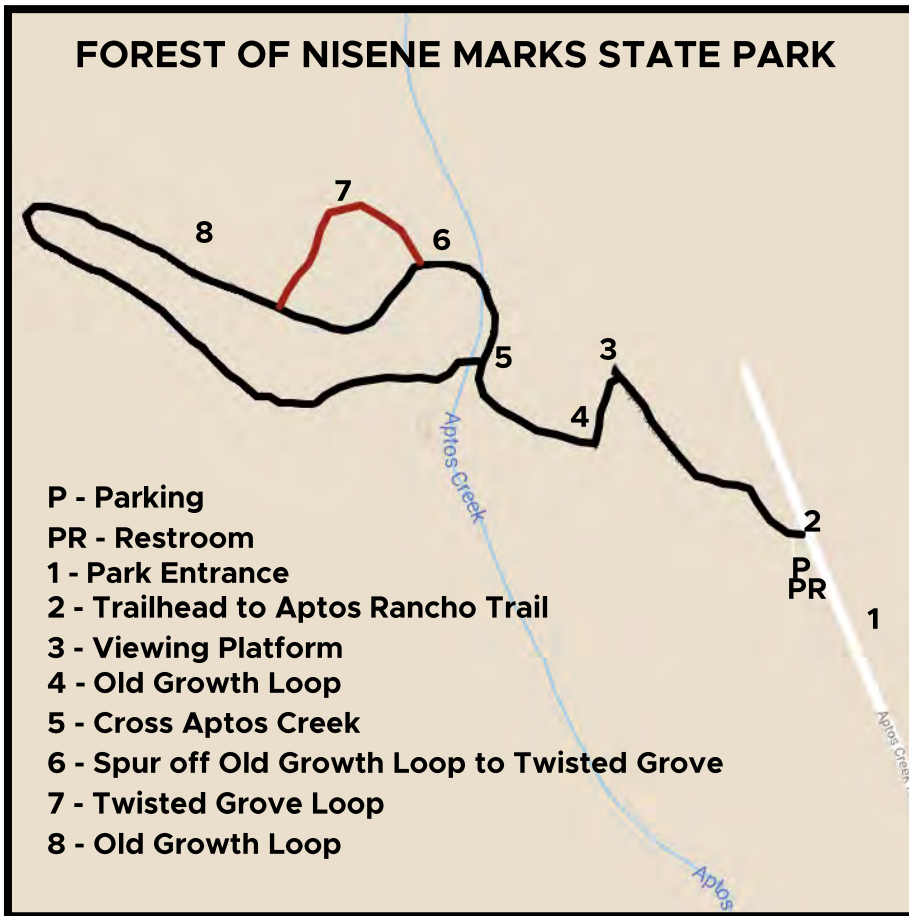 FOREST OF NISENE MARKS STATE PARK
7
8
6
5
3
4
Aptos Creek
2
P
PR
1
P - Parking
PR - Restroom
1 - Park Entrance
2 - Trailhead to Aptos Rancho Trail
3 - Viewing Platform
4 - Old Growth Loop
5 - Cross Aptos Creek
6 - Spur off Old Growth Loop to Twisted Grove
7 - Twisted Grove Loop
8 - Old Growth Loop
Aptos Creek
Aptos